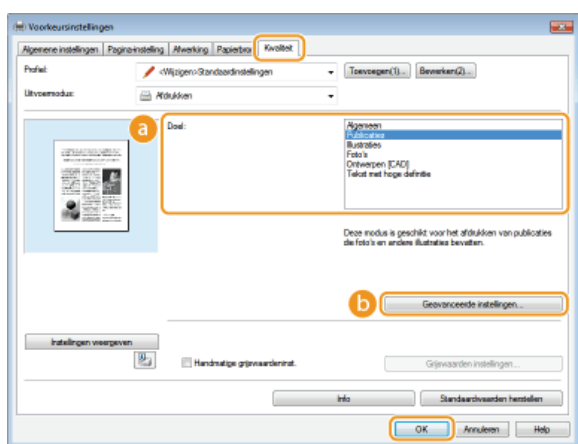 Voorkeursinstellingen
Algemene instellingen Pagina-instelling Afwerking Papierbron Kwaliteit
Profiel: <Wijzigen>Standaardinstellingen Toevoegen(1)... Bewerken(2)...
Uitvoermodus: Afdrukken
a Doel: Algemeen
Publicaties
Illustraties
Foto's
Ontwerpen [CAD]
Tekst met hoge definitie
Deze modus is geschikt voor het afdrukken van publicaties
die foto's en andere illustraties bevatten.
b Geavanceerde instellingen...
Instellingen weergeven
Handmatige grijswaardeninst. Grijswaarden instellingen...
Info Standaardwaarden herstellen
OK Annuleren Help